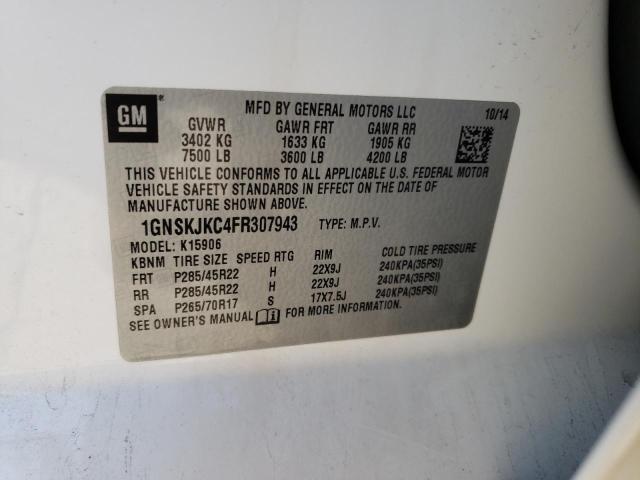 GM
MFD BY GENERAL MOTORS LLC 10/14
GVWR GAWR FRT GAWR RR
3402 KG 1633 KG 1905 KG
7500 LB 3600 LB 4200 LB
THIS VEHICLE CONFORMS TO ALL APPLICABLE U.S. FEDERAL MOTOR
VEHICLE SAFETY STANDARDS IN EFFECT ON THE DATE OF
MANUFACTURE SHOWN ABOVE.
1GNSKJKC4FR307943 TYPE: M.P.V.
MODEL: K15906
KBNM TIRE SIZE SPEED RTG RIM COLD TIRE PRESSURE
FRT P285/45R22 H 22X9J 240KPA(35PSI)
RR P285/45R22 H 22X9J 240KPA(35PSI)
SPA P265/70R17 S 17X7.5J 240KPA(35PSI)
SEE OWNER'S MANUAL FOR MORE INFORMATION.